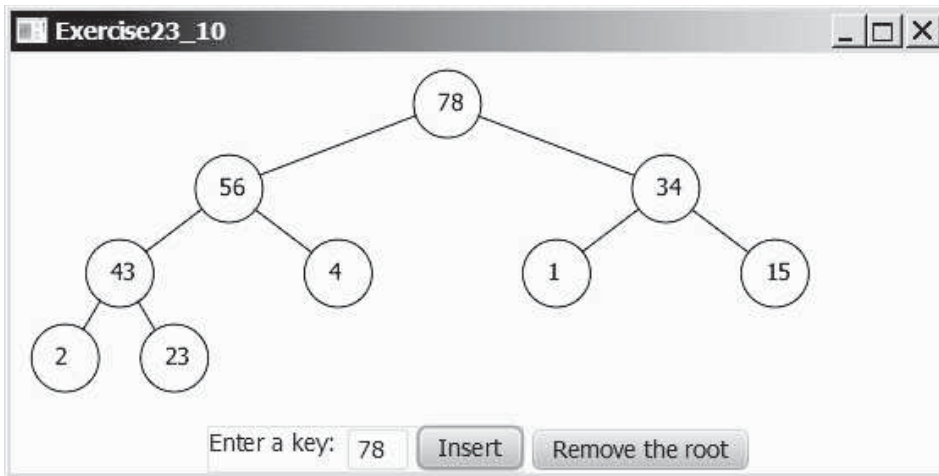 Exercise23_10
78
56 34
43 4 1 15
2 23
Enter a key: 78 Insert Remove the root